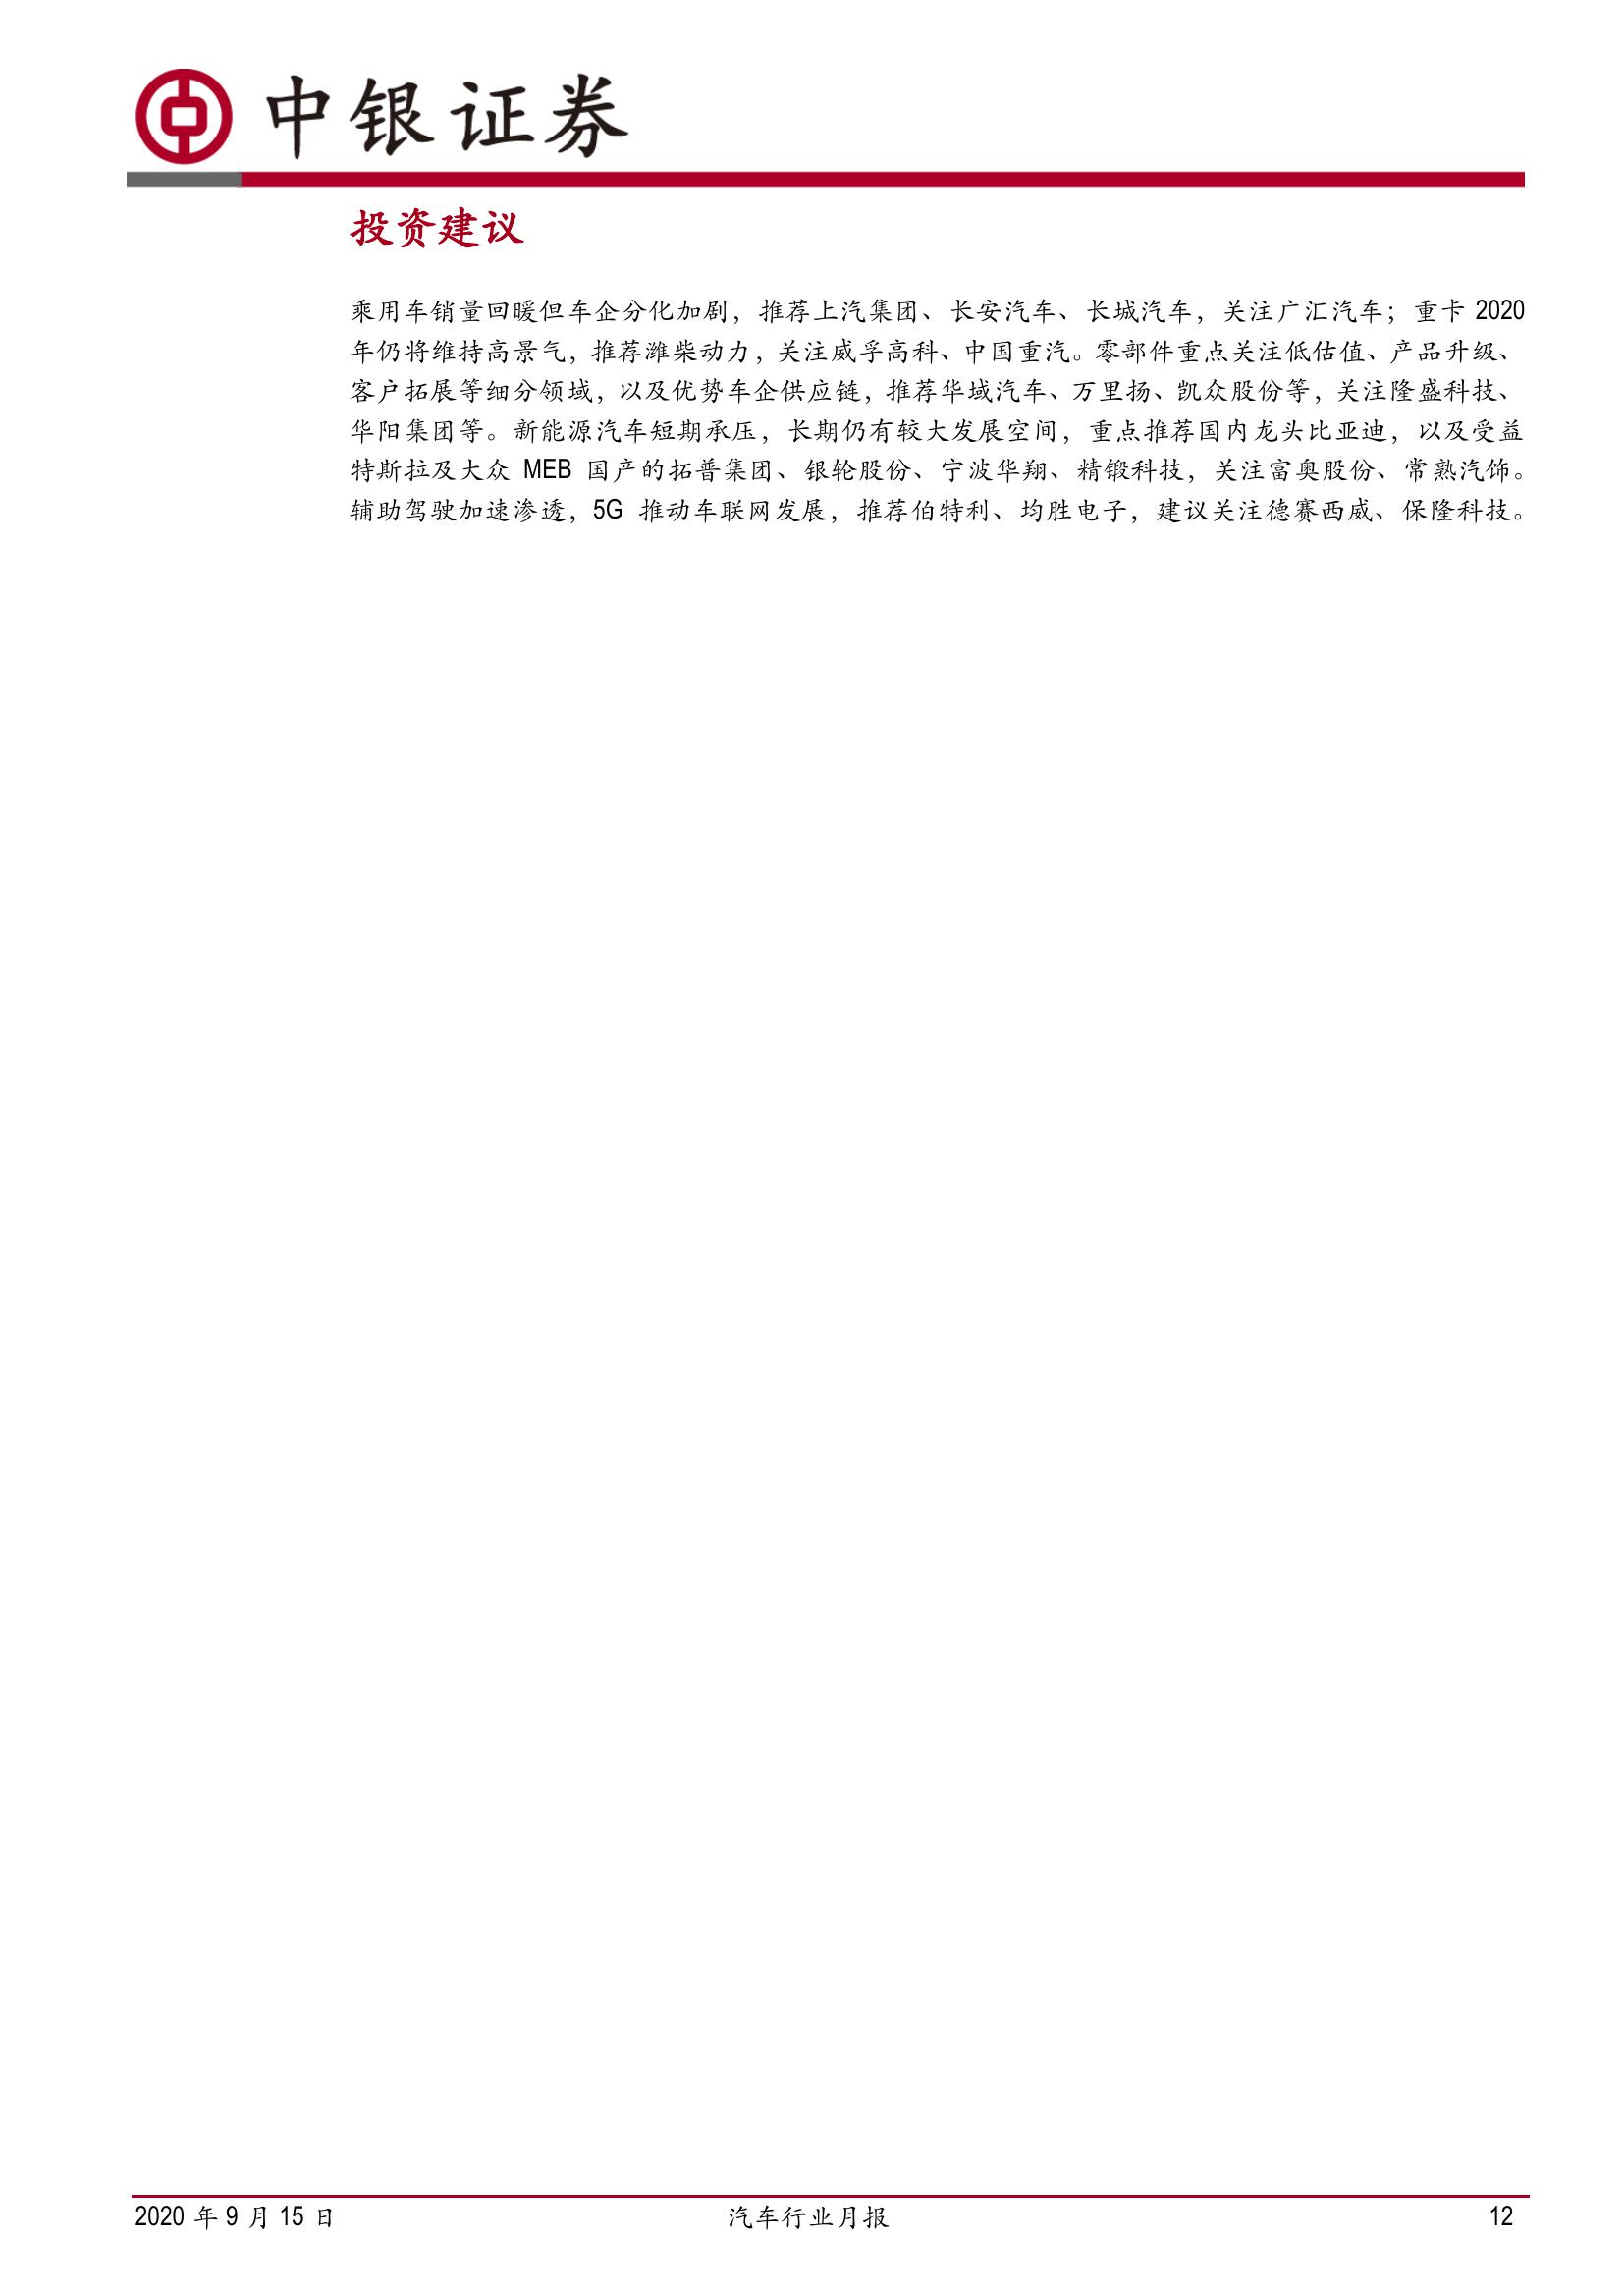 中银证券
投资建议
乘用车销量回暖但车企分化加剧，推荐上汽集团、长安汽车、长城汽车，关注广汇汽车；重卡 2020
年仍将维持高景气，推荐潍柴动力，关注威孚高科、中国重汽。零部件重点关注低估值、产品升级、
客户拓展等细分领域，以及优势车企供应链，推荐华域汽车、万里扬、凯众股份等，关注隆盛科技、
华阳集团等。新能源汽车短期承压，长期仍有较大发展空间，重点推荐国内龙头比亚迪，以及受益
特斯拉及大众 MEB 国产的拓普集团、银轮股份、宁波华翔、精锻科技，关注富奥股份、常熟汽饰。
辅助驾驶加速渗透，5G 推动车联网发展，推荐伯特利、均胜电子，建议关注德赛西威、保隆科技。
2020 年 9 月 15 日 汽车行业月报 12